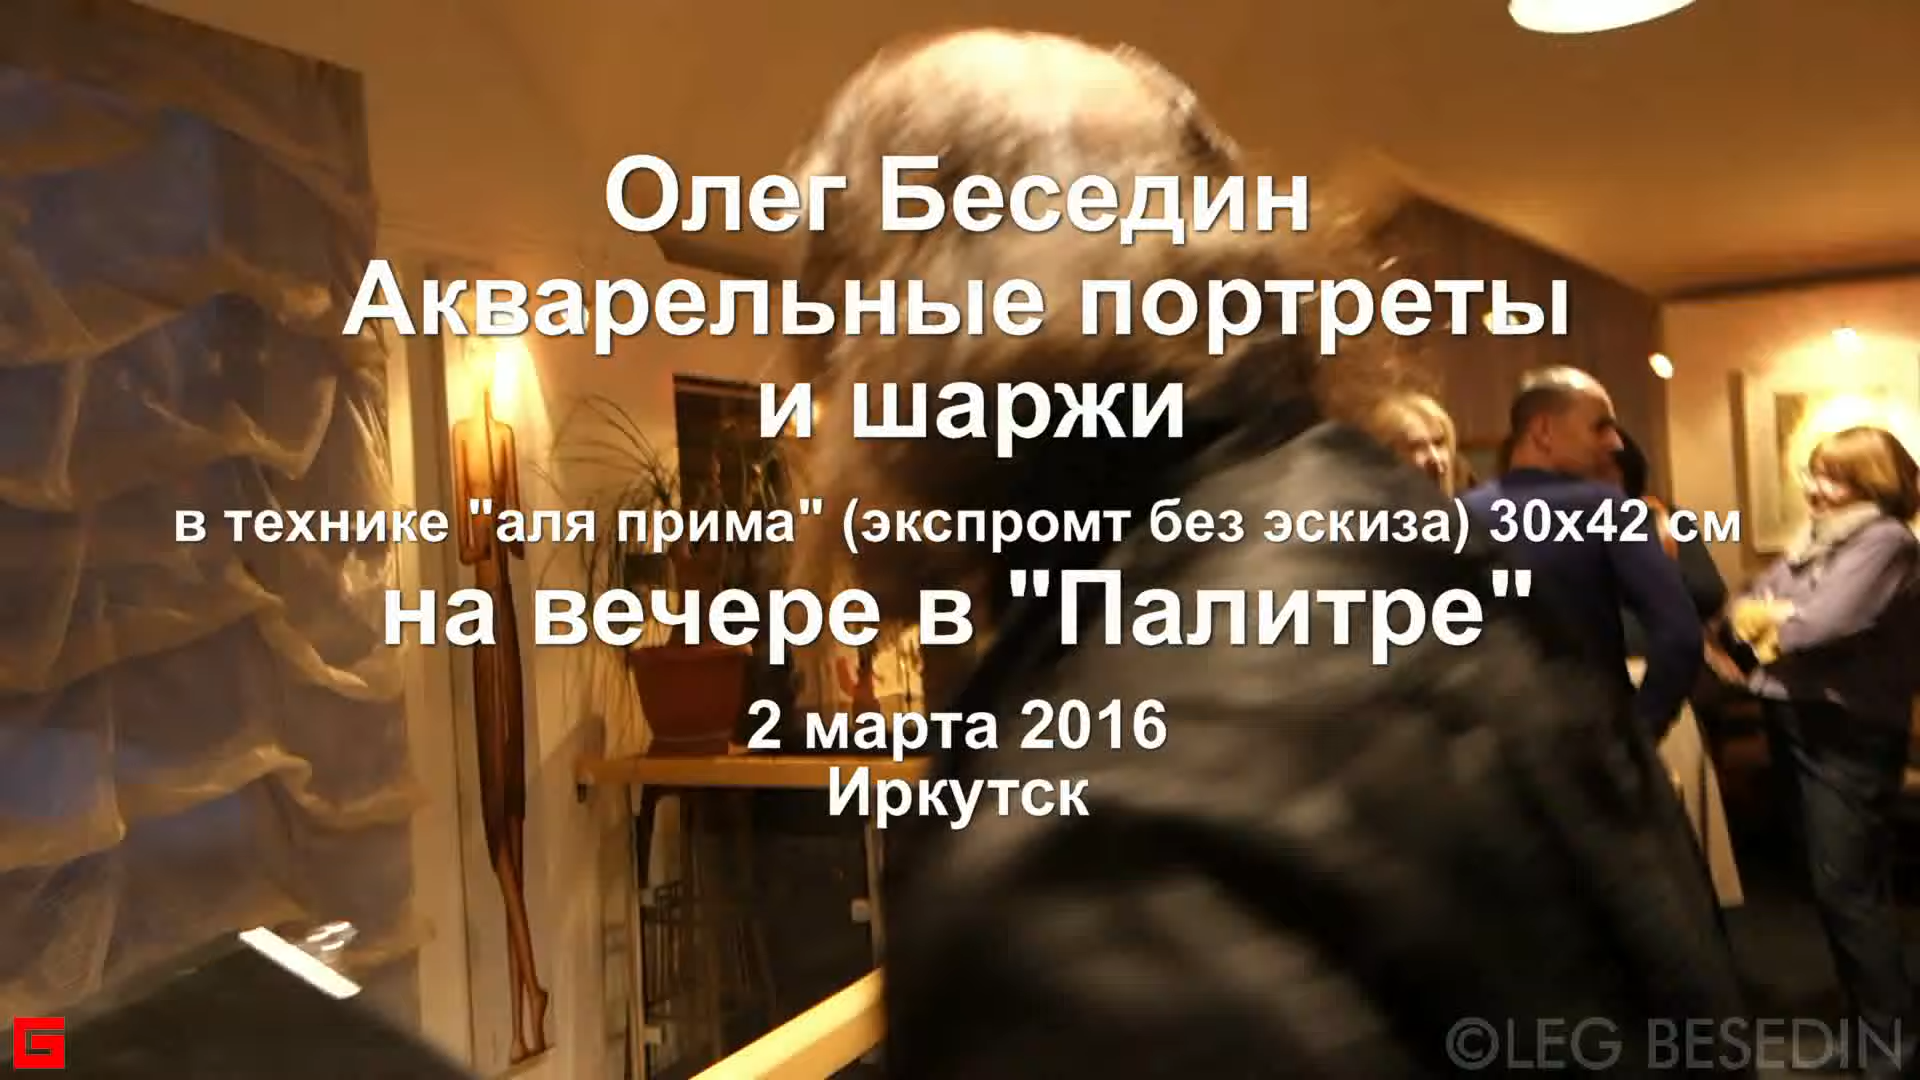 Олег Беседин
Акварельные портреты
и шаржи
в технике "аля прима" (экспромт без эскиза) 30х42 см
на вечере в "Палитре"
2 марта 2016
Иркутск
©LEG BESEDIN